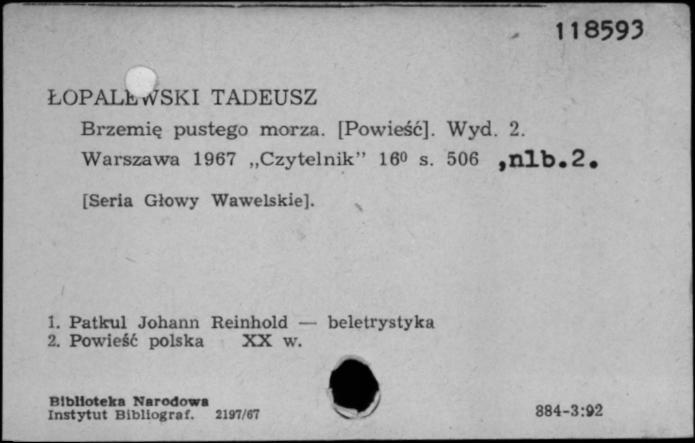 118593
ŁOPALEWSKI TADEUSZ
Brzemię pustego morza. [Powieść]. Wyd. 2.
Warszawa 1967 „Czytelnik” 16⁰ s. 506 ,nlb.2.
[Seria Głowy Wawelskie].
1. Patkul Johann Reinhold — beletrystyka
2. Powieść polska XX w.
Biblioteka Narodowa
Instytut Bibliograf. 2197/67
884-3:92